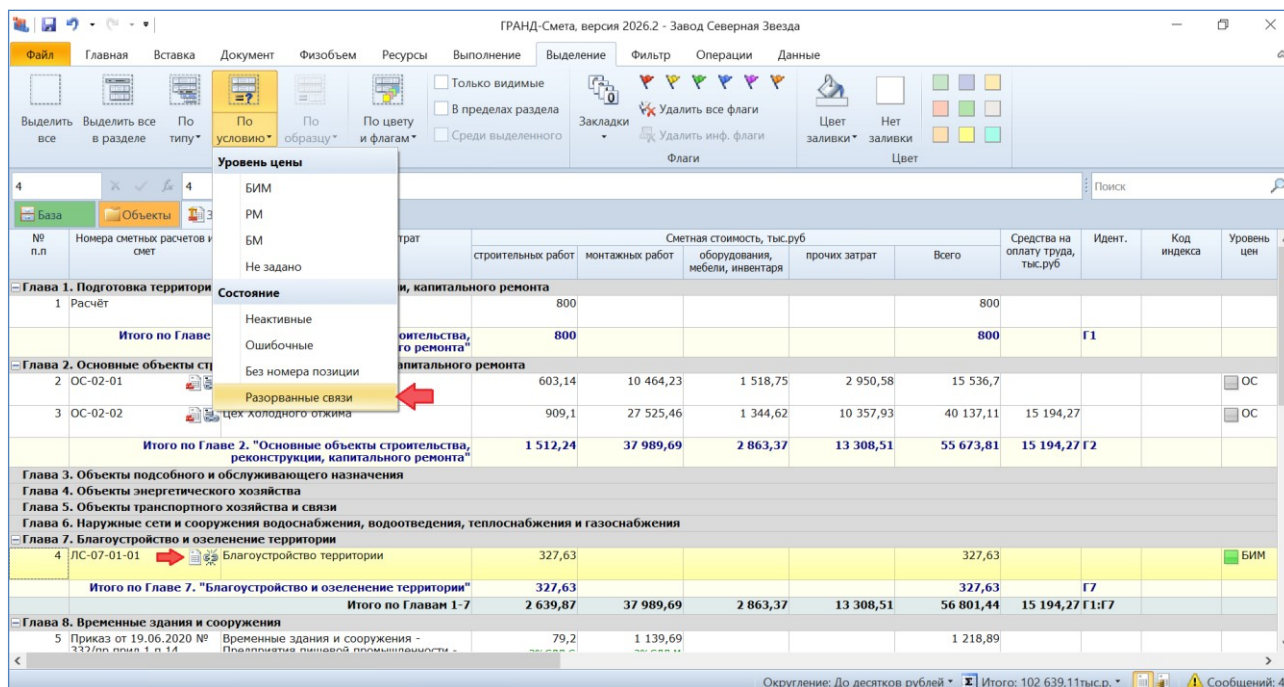 ГРАНД-Смета, версия 2026.2 - Завод Северная Звезда
Файл Главная Вставка Документ Физобъем Ресурсы Выполнение Выделение Фильтр Операции Данные
Выделить все
Выделить все в разделе
По типу
По условию
По образцу
По цвету и флагам
Только видимые
В пределах раздела
Среди выделенного
Закладки
Удалить все флаги
Удалить инф. флаги
Флаги
Цвет заливки
Нет заливки
Цвет
Уровень цены
БИМ
РМ
БМ
Не задано
Состояние
Неактивные
Ошибочные
Без номера позиции
Разорванные связи
4 4 Поиск
База Объекты З
№ п.п Номера сметных расчетов и смет трат Сметная стоимость, тыс.руб Средства на оплату труда, тыс.руб Идент. Код индекса Уровень цен
строительных работ монтажных работ оборудования, мебели, инвентаря прочих затрат Всего
Глава 1. Подготовка территори и, капитального ремонта
1 Расчёт 800 800
Итого по Главе оительства, го ремонта" 800 800 Г1
Глава 2. Основные объекты ст апитального ремонта
2 ОС-02-01 603,14 10 464,23 1 518,75 2 950,58 15 536,7 ОС
3 ОС-02-02 Цех Холодного отжима 909,1 27 525,46 1 344,62 10 357,93 40 137,11 15 194,27 ОС
Итого по Главе 2. "Основные объекты строительства, реконструкции, капитального ремонта" 1 512,24 37 989,69 2 863,37 13 308,51 55 673,81 15 194,27 Г2
Глава 3. Объекты подсобного и обслуживающего назначения
Глава 4. Объекты энергетического хозяйства
Глава 5. Объекты транспортного хозяйства и связи
Глава 6. Наружные сети и сооружения водоснабжения, водоотведения, теплоснабжения и газоснабжения
Глава 7. Благоустройство и озеленение территории
4 ЛС-07-01-01 Благоустройство территории 327,63 327,63 БИМ
Итого по Главе 7. "Благоустройство и озеленение территории" 327,63 327,63 Г7
Итого по Главам 1-7 2 639,87 37 989,69 2 863,37 13 308,51 56 801,44 15 194,27 Г1:Г7
Глава 8. Временные здания и сооружения
5 Приказ от 19.06.2020 № Временные здания и сооружения - 79,2 1 139,69 1 218,89
332/пр прил.1 п.14 Предприятия пищевой промышленности -
Округление: До десятков рублей Итого: 102 639,11тыс.р. Сообщений: 4